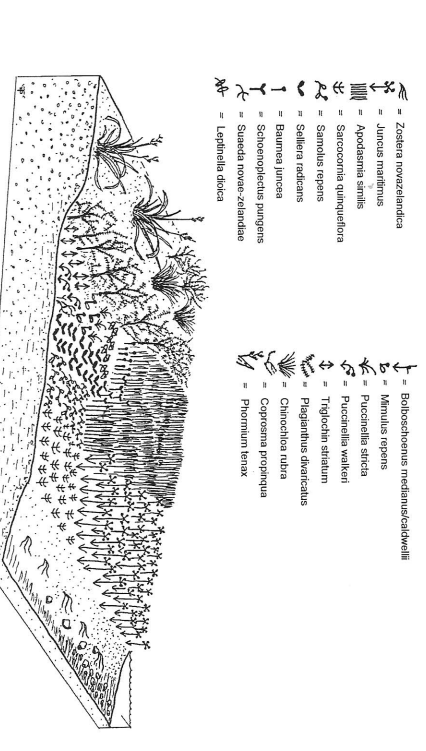 = Zostera novazelandica
= Juncus maritimus
= Apodasmia similis
= Sarcocornia quinqueflora
= Samolus repens
= Selliera radicans
= Baumea juncea
= Schoenoplectus pungens
= Suaeda novae-zelandiae
= Leptinella dioica
= Bolboschoenus medianus/caldwellii
= Mimulus repens
= Puccinellia stricta
= Puccinellia walkeri
= Triglochin striatum
= Plagianthus divaricatus
= Chinochloa rubra
= Coprosma propinqua
= Phormium tenax